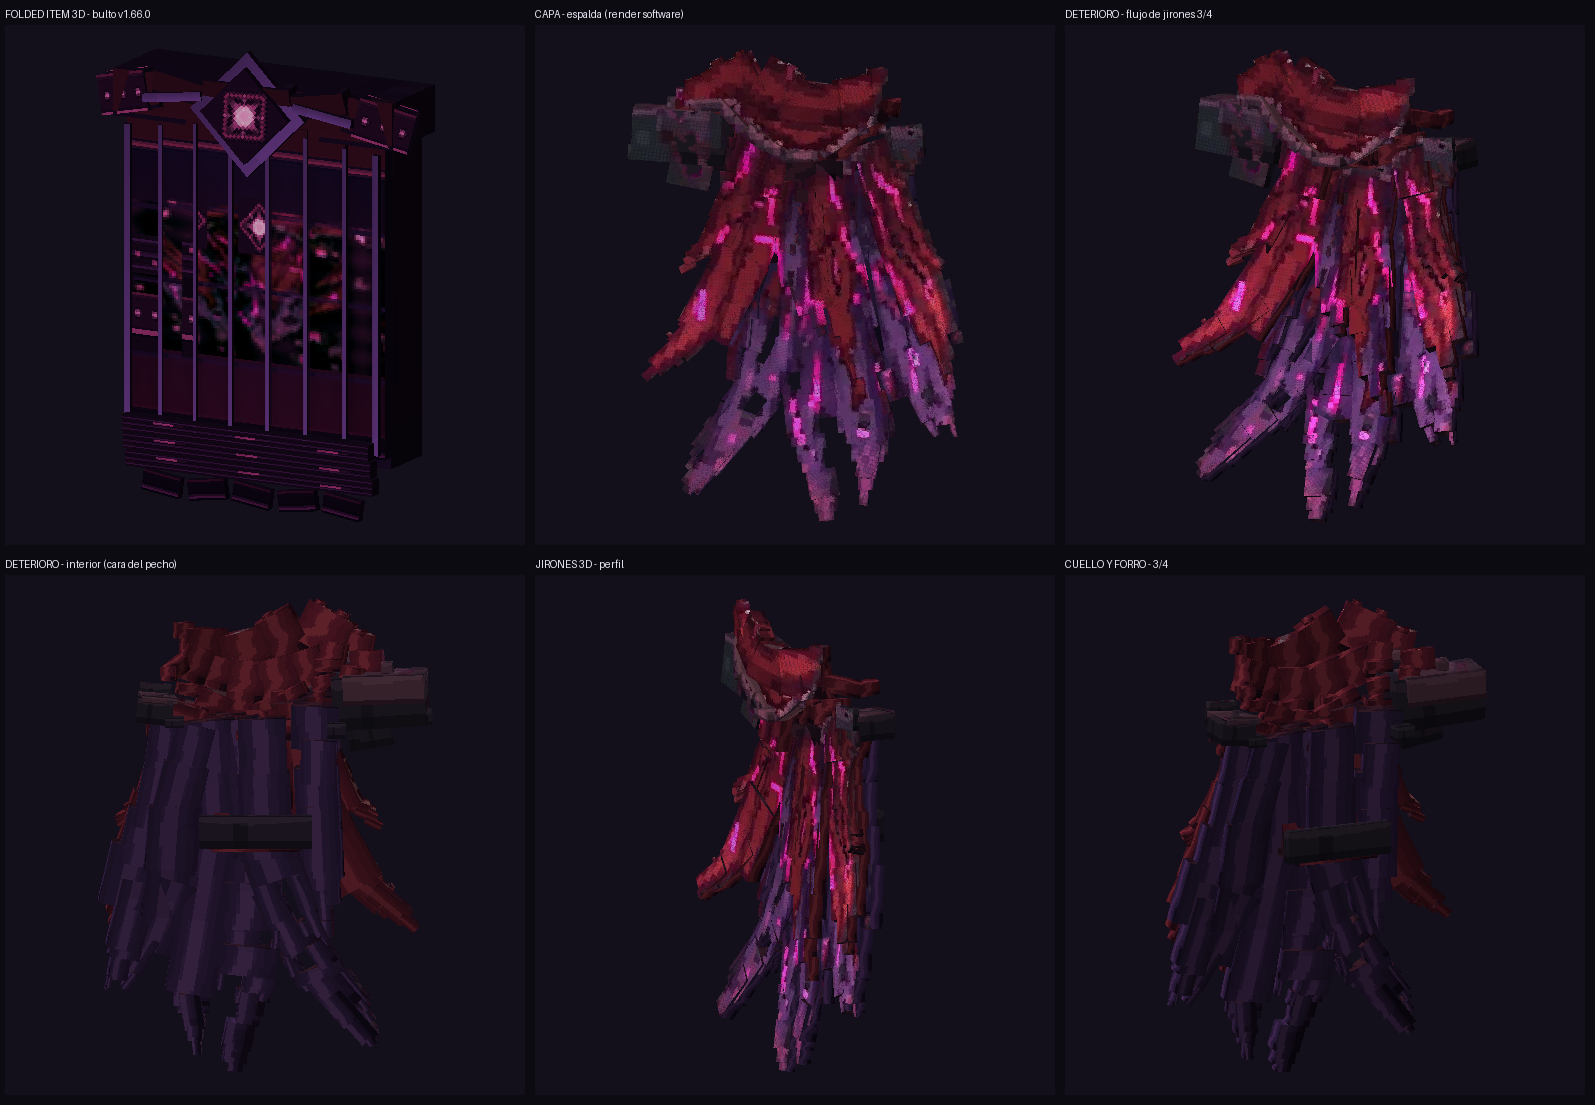 FOLDED ITEM 3D - bulto v1.66.0
CAPA - espalda (render software)
DETERIORO - flujo de jirones 3/4
DETERIORO - interior (cara del pecho)
JIRONES 3D - perfil
CUELLO Y FORRO - 3/4